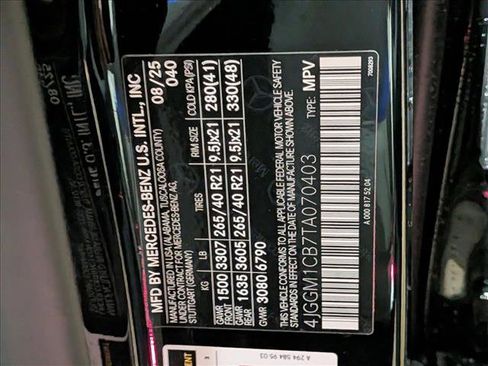 MFD BY MERCEDES-BENZ U.S. INTL., INC
MANUFACTURED IN USA (ALABAMA, TUSCALOOSA COUNTY)
UNDER CONTRACT FOR MERCEDES-BENZ AG,
STUTTGART (GERMANY)
08/25
040
KG LB TIRES RIM SIZE COLD KPA(PSI)
GAWR FRONT 1500 3307 265/40 R21 9.5Jx21 280(41)
GAWR REAR 1635 3605 265/40 R21 9.5Jx21 330(48)
GVWR 3080 6790
THIS VEHICLE CONFORMS TO ALL APPLICABLE FEDERAL MOTOR VEHICLE SAFETY
STANDARDS IN EFFECT ON THE DATE OF MANUFACTURE SHOWN ABOVE.
4JGGM1CB7TA070403
TYPE: MPV
A 000 817 52 04
7008293
A 294 584 95 03
08/25